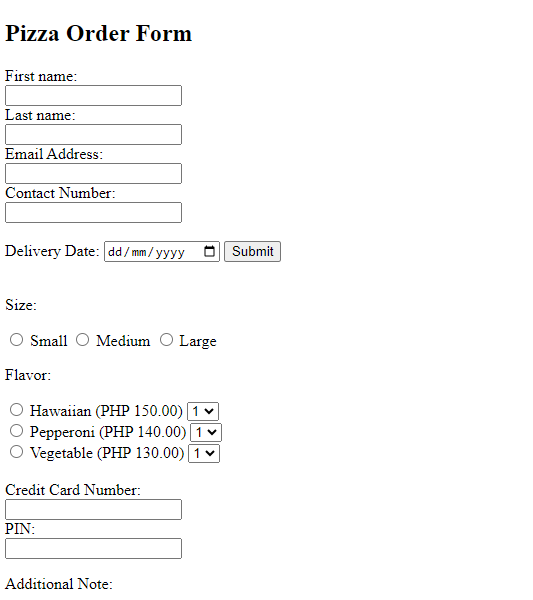 Pizza Order Form
First name:
Last name:
Email Address:
Contact Number:
Delivery Date: dd/mm/yyyy Submit
Size:
Small Medium Large
Flavor:
Hawaiian (PHP 150.00) 1
Pepperoni (PHP 140.00) 1
Vegetable (PHP 130.00) 1
Credit Card Number:
PIN:
Additional Note: